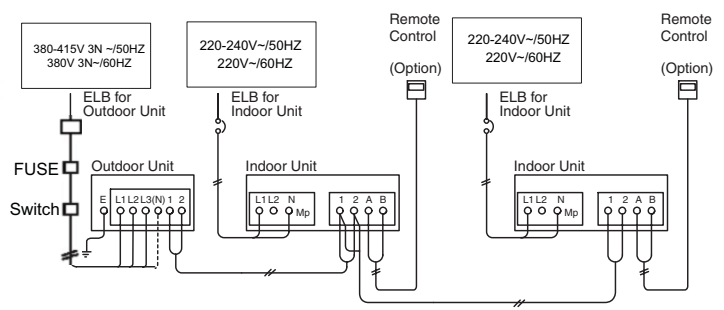 380-415V 3N ~/50HZ
380V 3N~/60HZ
220-240V~/50HZ
220V~/60HZ
Remote
Control
(Option)
220-240V~/50HZ
220V~/60HZ
Remote
Control
(Option)
ELB for
Outdoor Unit
ELB for
Indoor Unit
ELB for
Indoor Unit
FUSE
Switch
Outdoor Unit
E L1 L2 L3 (N) 1 2
Indoor Unit
L1 L2 N
Mp
1 2 A B
Indoor Unit
L1 L2 N
Mp
1 2 A B